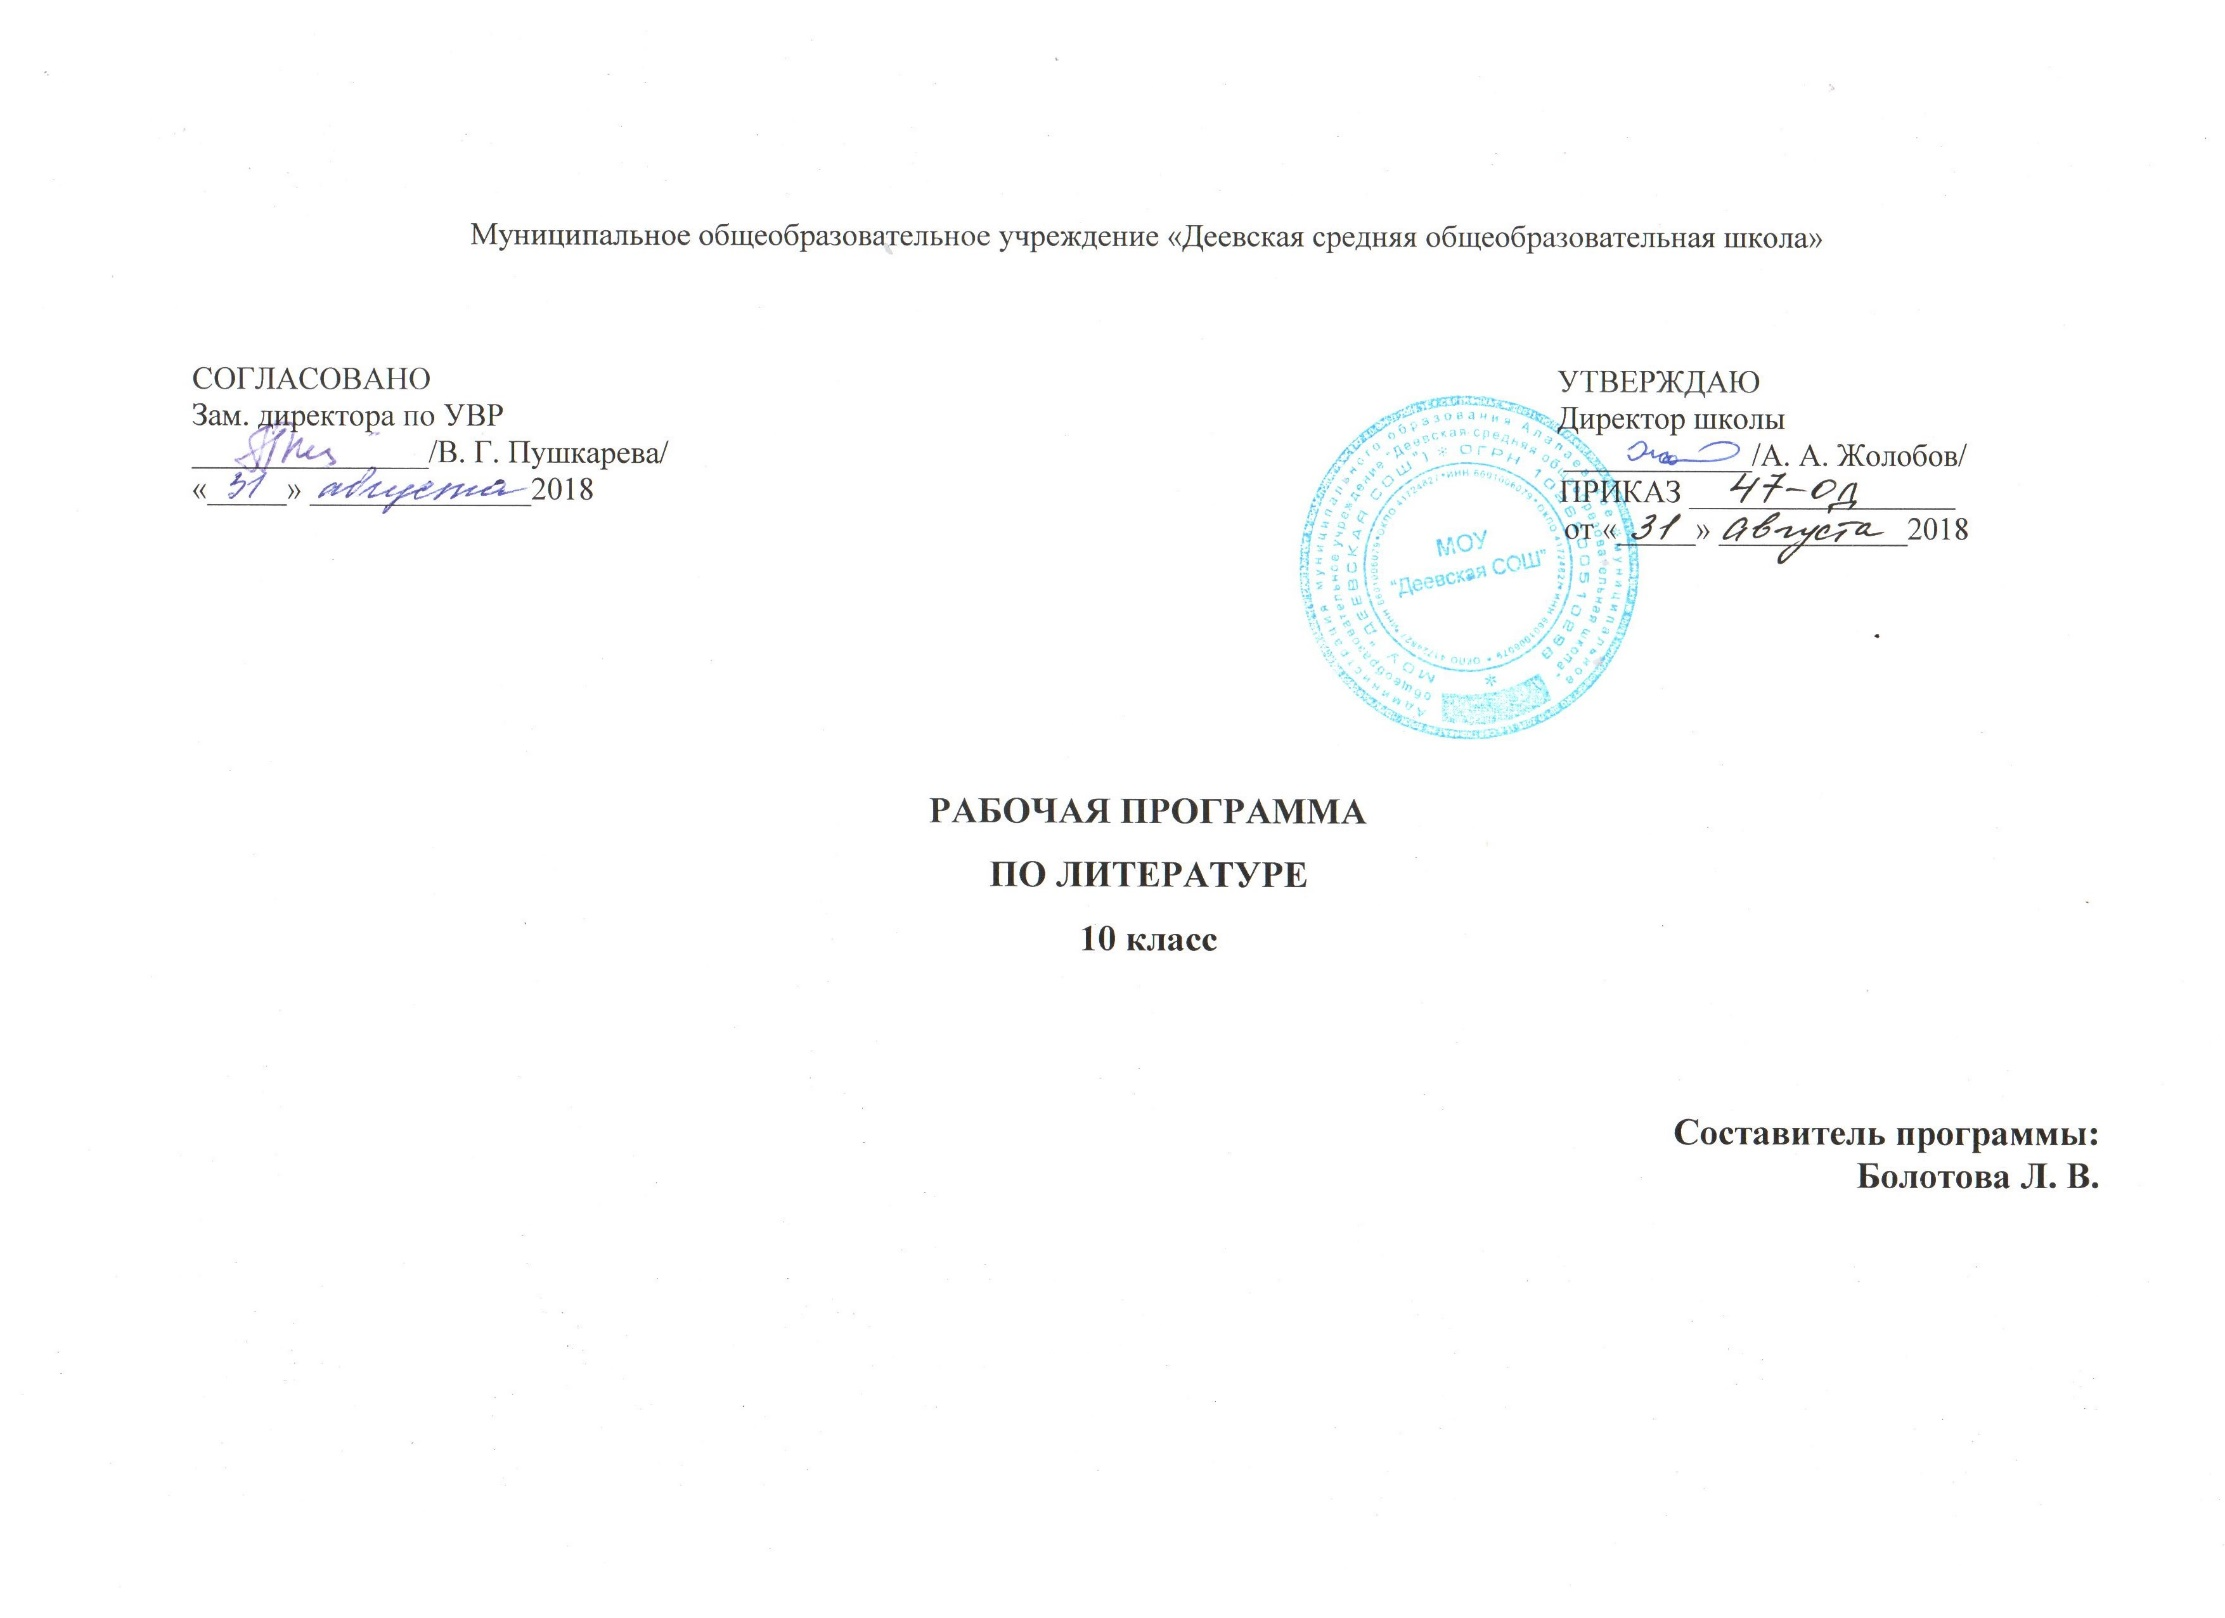 Муниципальное общеобразовательное учреждение «Деевская средняя общеобразовательная школа»
СОГЛАСОВАНО
Зам. директора по УВР
/В. Г. Пушкарева/
«31» августа 2018
УТВЕРЖДАЮ
Директор школы
/А. А. Жолобов/
ПРИКАЗ 47-од
от «31» августа 2018
МОУ
"Деевская СОШ"
РАБОЧАЯ ПРОГРАММА
ПО ЛИТЕРАТУРЕ
10 класс
Составитель программы:
Болотова Л. В.